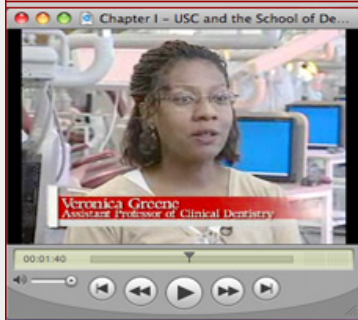 Chapter I - USC and the School of De...
Veronica Greene
Assistant Professor of Clinical Dentistry
00:01:40